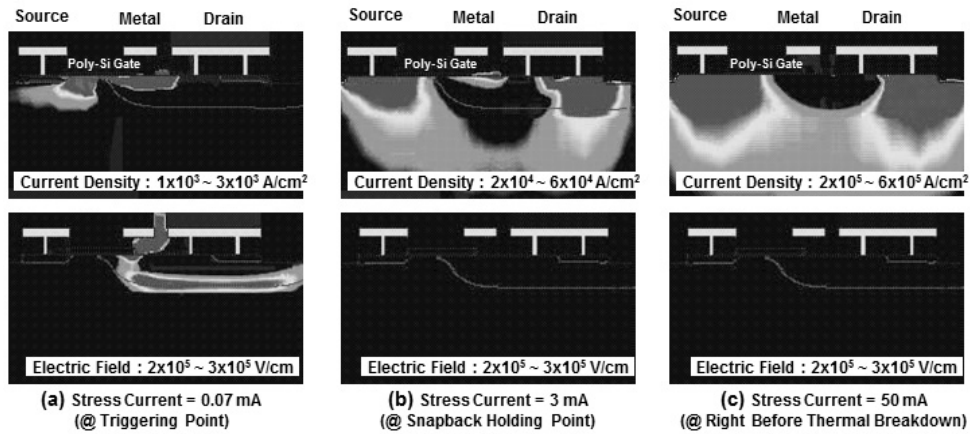 Source Metal Drain
Poly-Si Gate
Current Density : 1x10³ ~ 3x10³ A/cm²
Electric Field : 2x10⁵ ~ 3x10⁵ V/cm
(a) Stress Current = 0.07 mA
(@ Triggering Point)
Source Metal Drain
Poly-Si Gate
Current Density : 2x10⁴ ~ 6x10⁴ A/cm²
Electric Field : 2x10⁵ ~ 3x10⁵ V/cm
(b) Stress Current = 3 mA
(@ Snapback Holding Point)
Source Metal Drain
Poly-Si Gate
Current Density : 2x10⁵ ~ 6x10⁵ A/cm²
Electric Field : 2x10⁵ ~ 3x10⁵ V/cm
(c) Stress Current = 50 mA
(@ Right Before Thermal Breakdown)